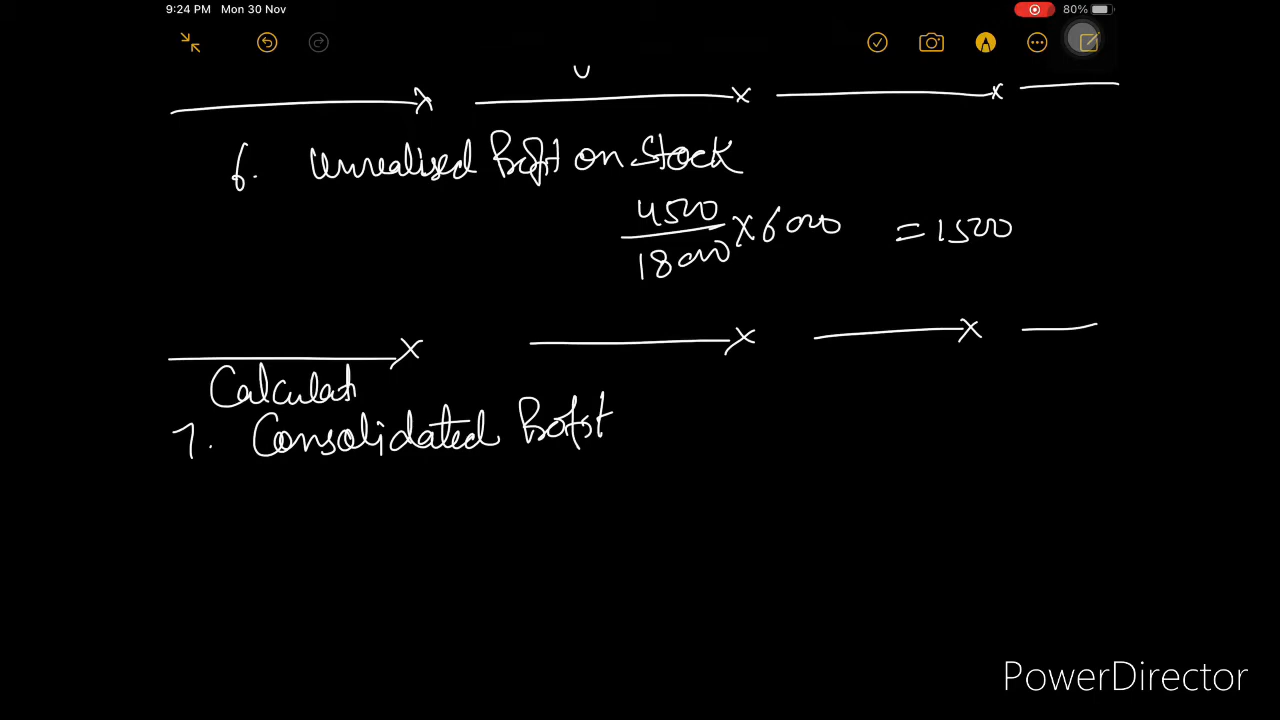 9:24 PM Mon 30 Nov 80%
6. Unrealised Profit on Stock
4500
18000 × 6000 = 1500
Calculati
7. Consolidated Profit
PowerDirector